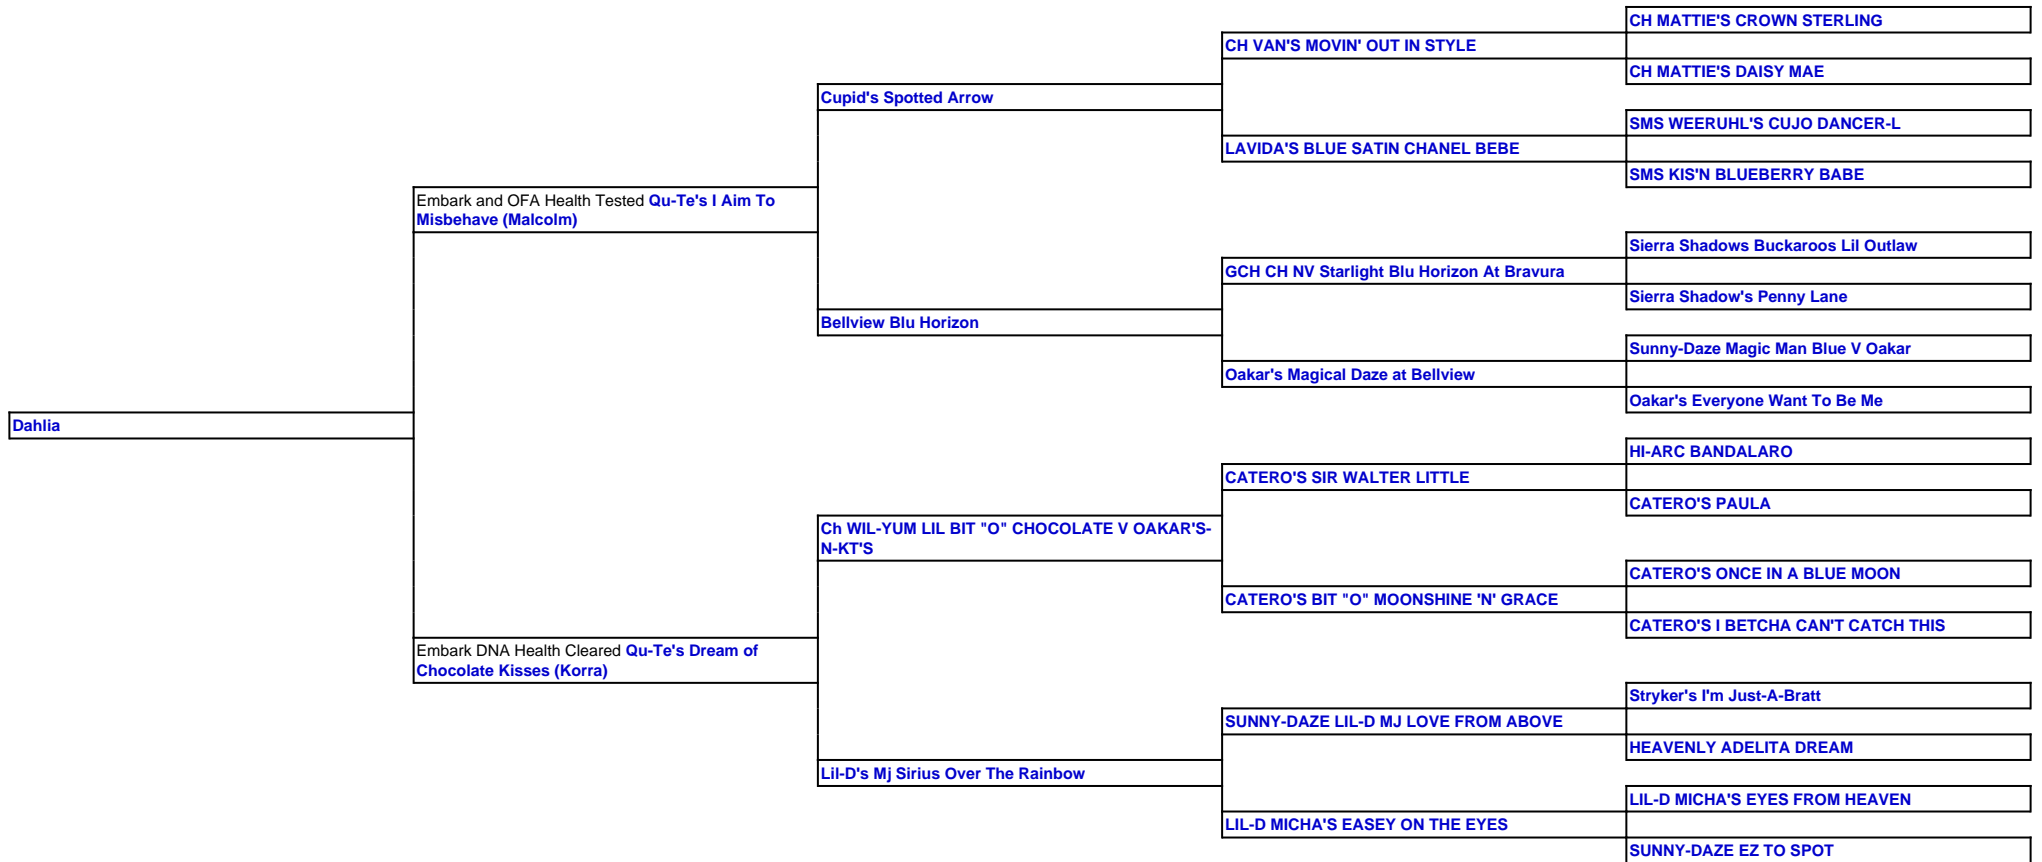 CH MATTIE'S CROWN STERLING
CH VAN'S MOVIN' OUT IN STYLE
CH MATTIE'S DAISY MAE
Cupid's Spotted Arrow
SMS WEERUHL'S CUJO DANCER-L
LAVIDA'S BLUE SATIN CHANEL BEBE
SMS KIS'N BLUEBERRY BABE
Embark and OFA Health Tested Qu-Te's I Aim To
Misbehave (Malcolm)
Sierra Shadows Buckaroos Lil Outlaw
GCH CH NV Starlight Blu Horizon At Bravura
Sierra Shadow's Penny Lane
Bellview Blu Horizon
Sunny-Daze Magic Man Blue V Oakar
Oakar's Magical Daze at Bellview
Oakar's Everyone Want To Be Me
Dahlia
HI-ARC BANDALARO
CATERO'S SIR WALTER LITTLE
CATERO'S PAULA
Ch WIL-YUM LIL BIT "O" CHOCOLATE V OAKAR'S-
N-KT'S
CATERO'S ONCE IN A BLUE MOON
CATERO'S BIT "O" MOONSHINE 'N' GRACE
CATERO'S I BETCHA CAN'T CATCH THIS
Embark DNA Health Cleared Qu-Te's Dream of
Chocolate Kisses (Korra)
Stryker's I'm Just-A-Bratt
SUNNY-DAZE LIL-D MJ LOVE FROM ABOVE
HEAVENLY ADELITA DREAM
Lil-D's Mj Sirius Over The Rainbow
LIL-D MICHA'S EYES FROM HEAVEN
LIL-D MICHA'S EASEY ON THE EYES
SUNNY-DAZE EZ TO SPOT